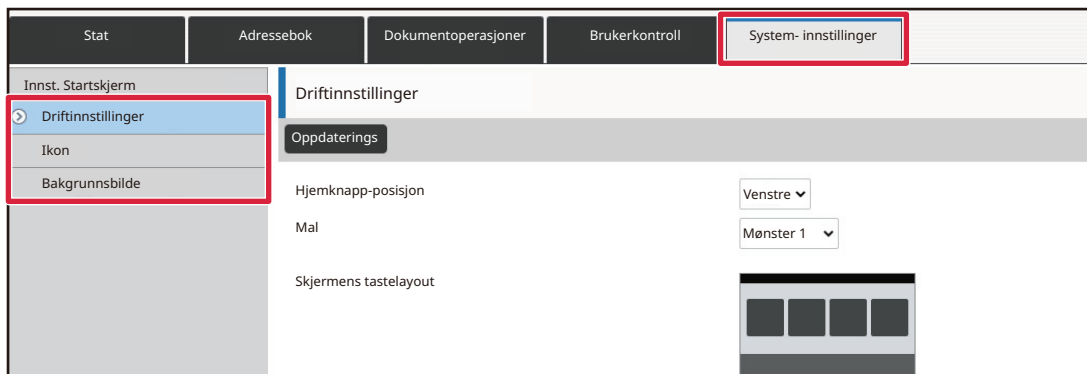 Stat
Adressebok
Dokumentoperasjoner
Brukerkontroll
System- innstillinger
Innst. Startskjerm
Driftinnstillinger
Ikon
Bakgrunnsbilde
Driftinnstillinger
Oppdaterings
Hjemknapp-posisjon
Venstre
Mal
Mønster 1
Skjermens tastelayout